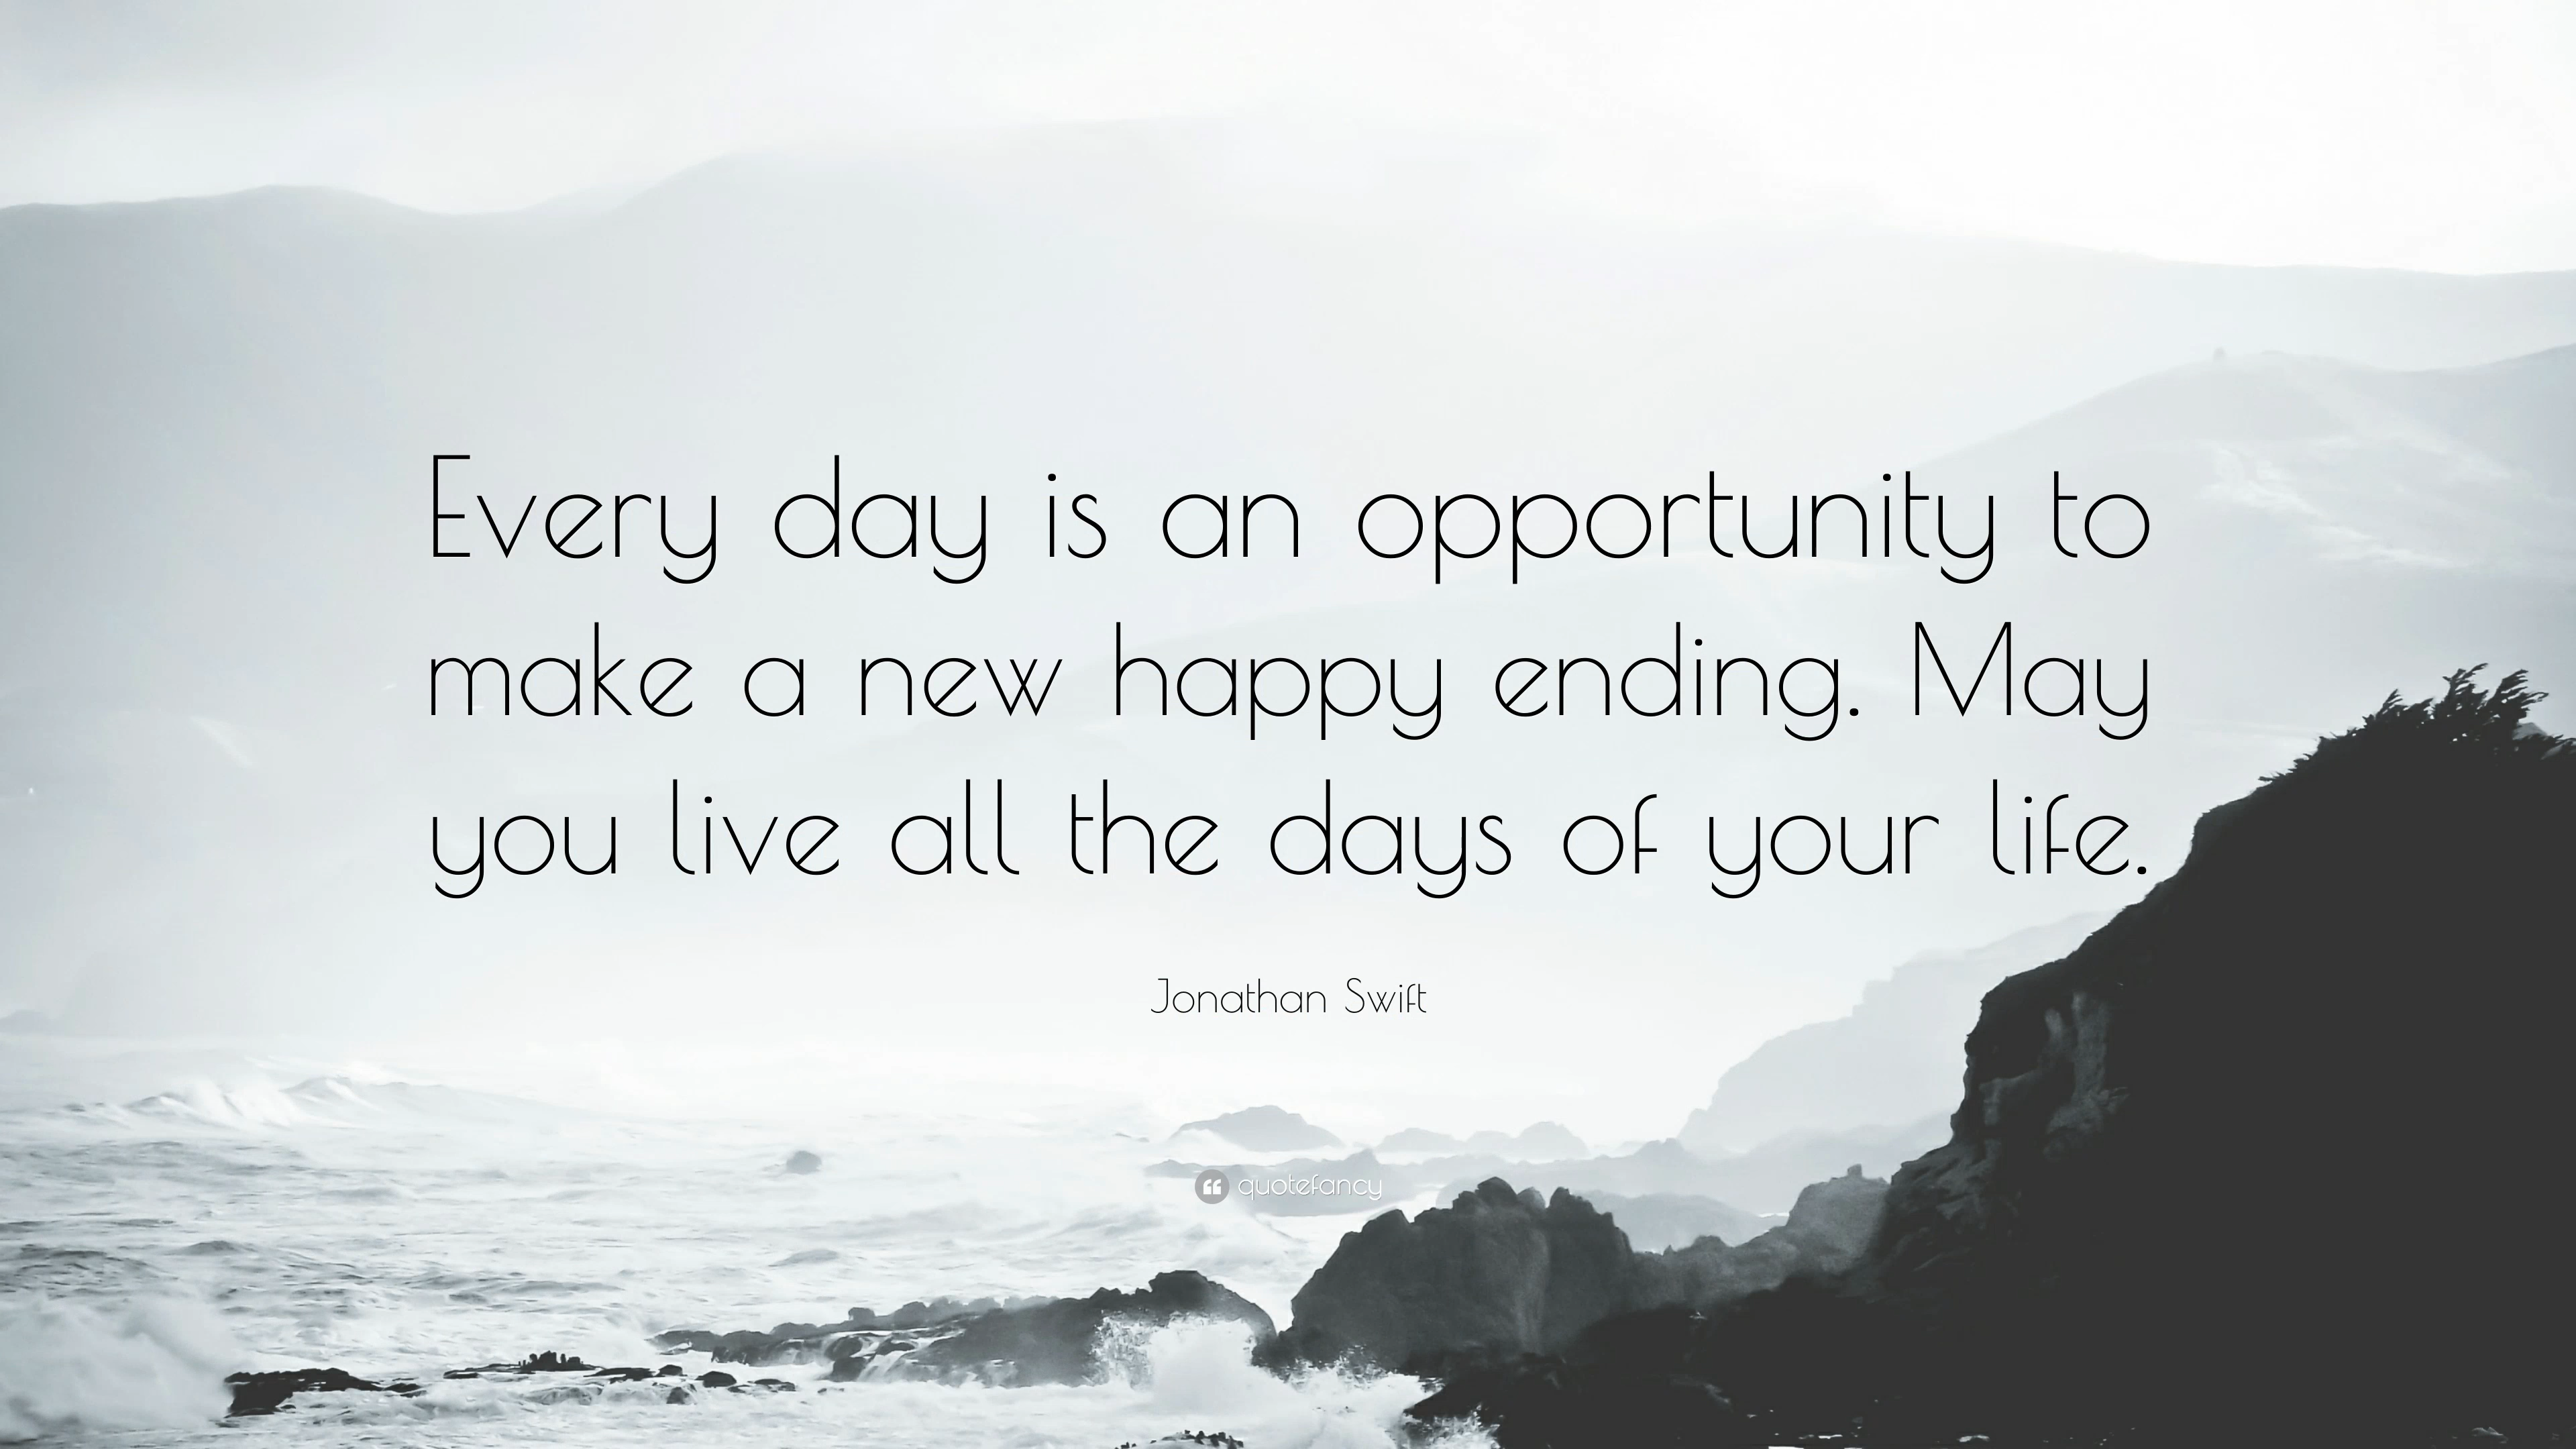 Every day is an opportunity to
make a new happy ending. May
you live all the days of your life.
Jonathan Swift
quotefancy